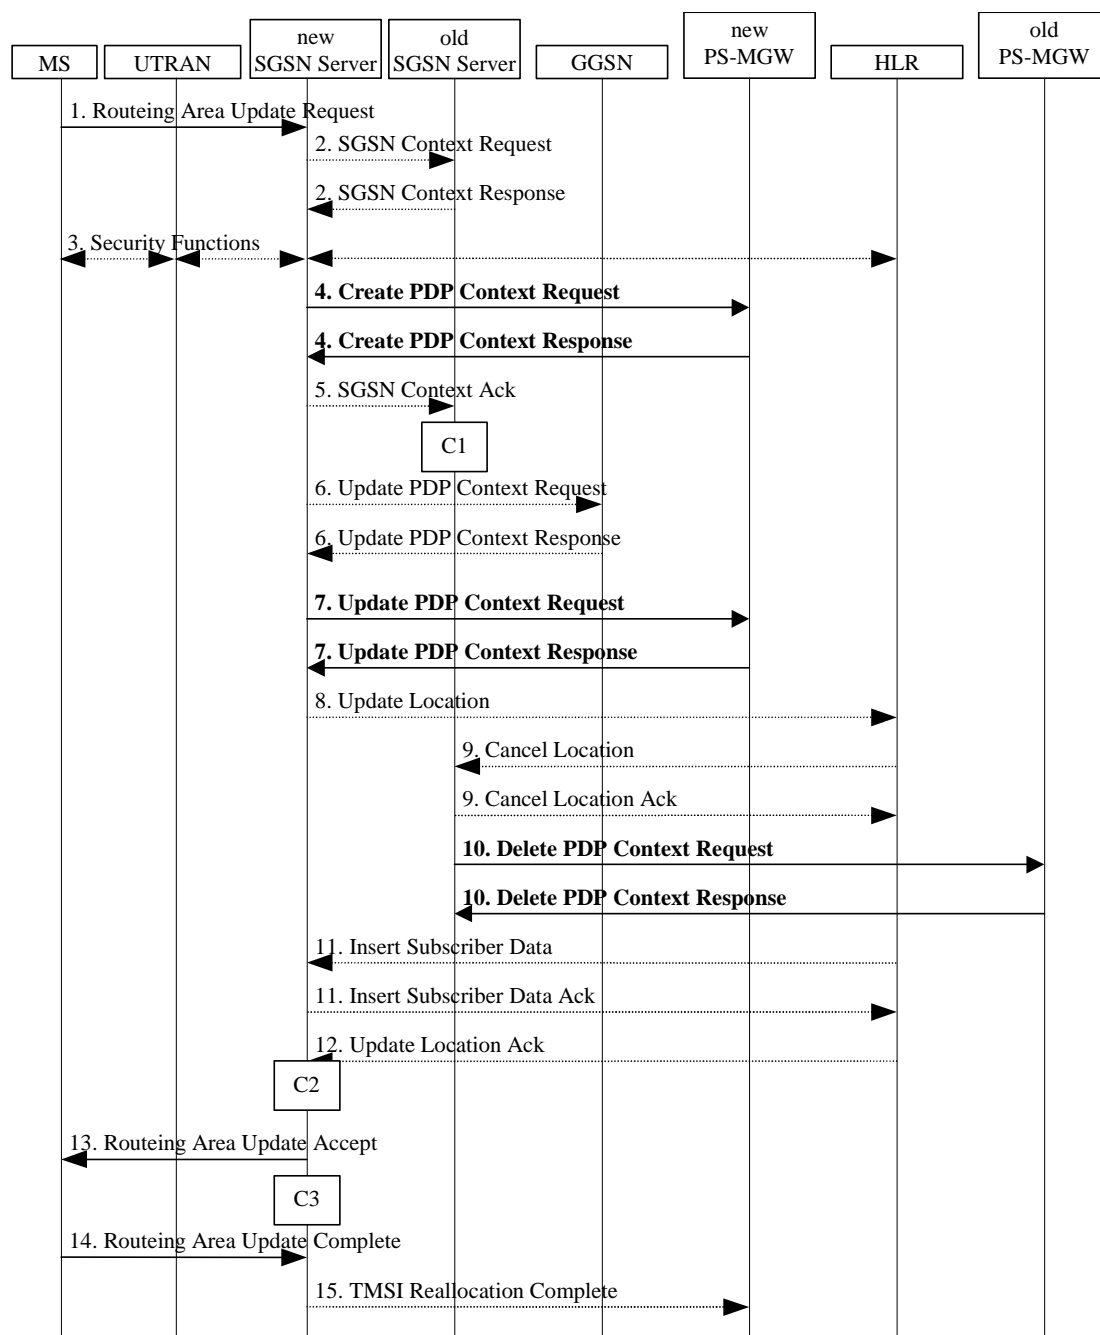 MS
UTRAN
new
SGSN Server
old
SGSN Server
GGSN
new
PS-MGW
HLR
old
PS-MGW
1. Routeing Area Update Request
2. SGSN Context Request
2. SGSN Context Response
3. Security Functions
4. Create PDP Context Request
4. Create PDP Context Response
5. SGSN Context Ack
C1
6. Update PDP Context Request
6. Update PDP Context Response
7. Update PDP Context Request
7. Update PDP Context Response
8. Update Location
9. Cancel Location
9. Cancel Location Ack
10. Delete PDP Context Request
10. Delete PDP Context Response
11. Insert Subscriber Data
11. Insert Subscriber Data Ack
12. Update Location Ack
C2
13. Routeing Area Update Accept
C3
14. Routeing Area Update Complete
15. TMSI Reallocation Complete